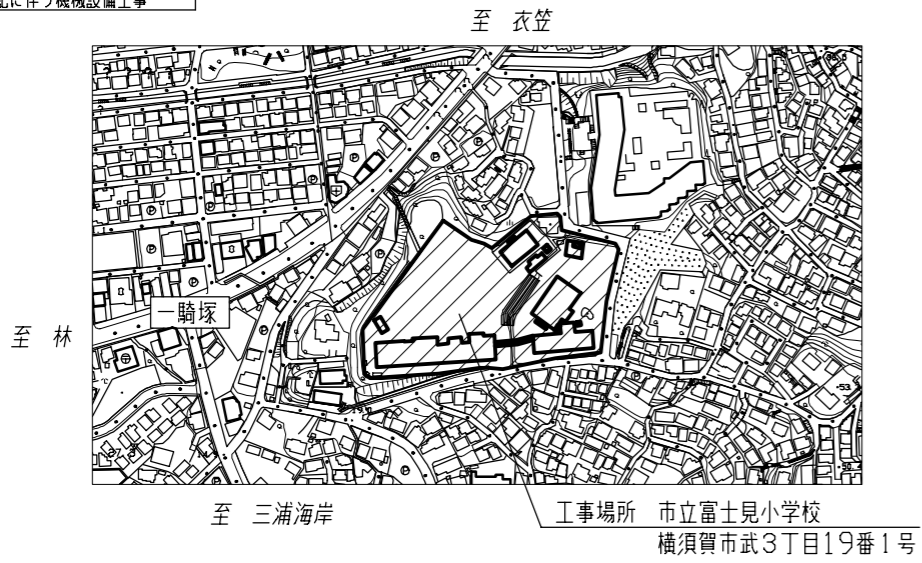 に伴う機械設備工事
至 衣笠
一騎塚
至 林
至 三浦海岸
工事場所 市立富士見小学校
横須賀市武3丁目19番1号